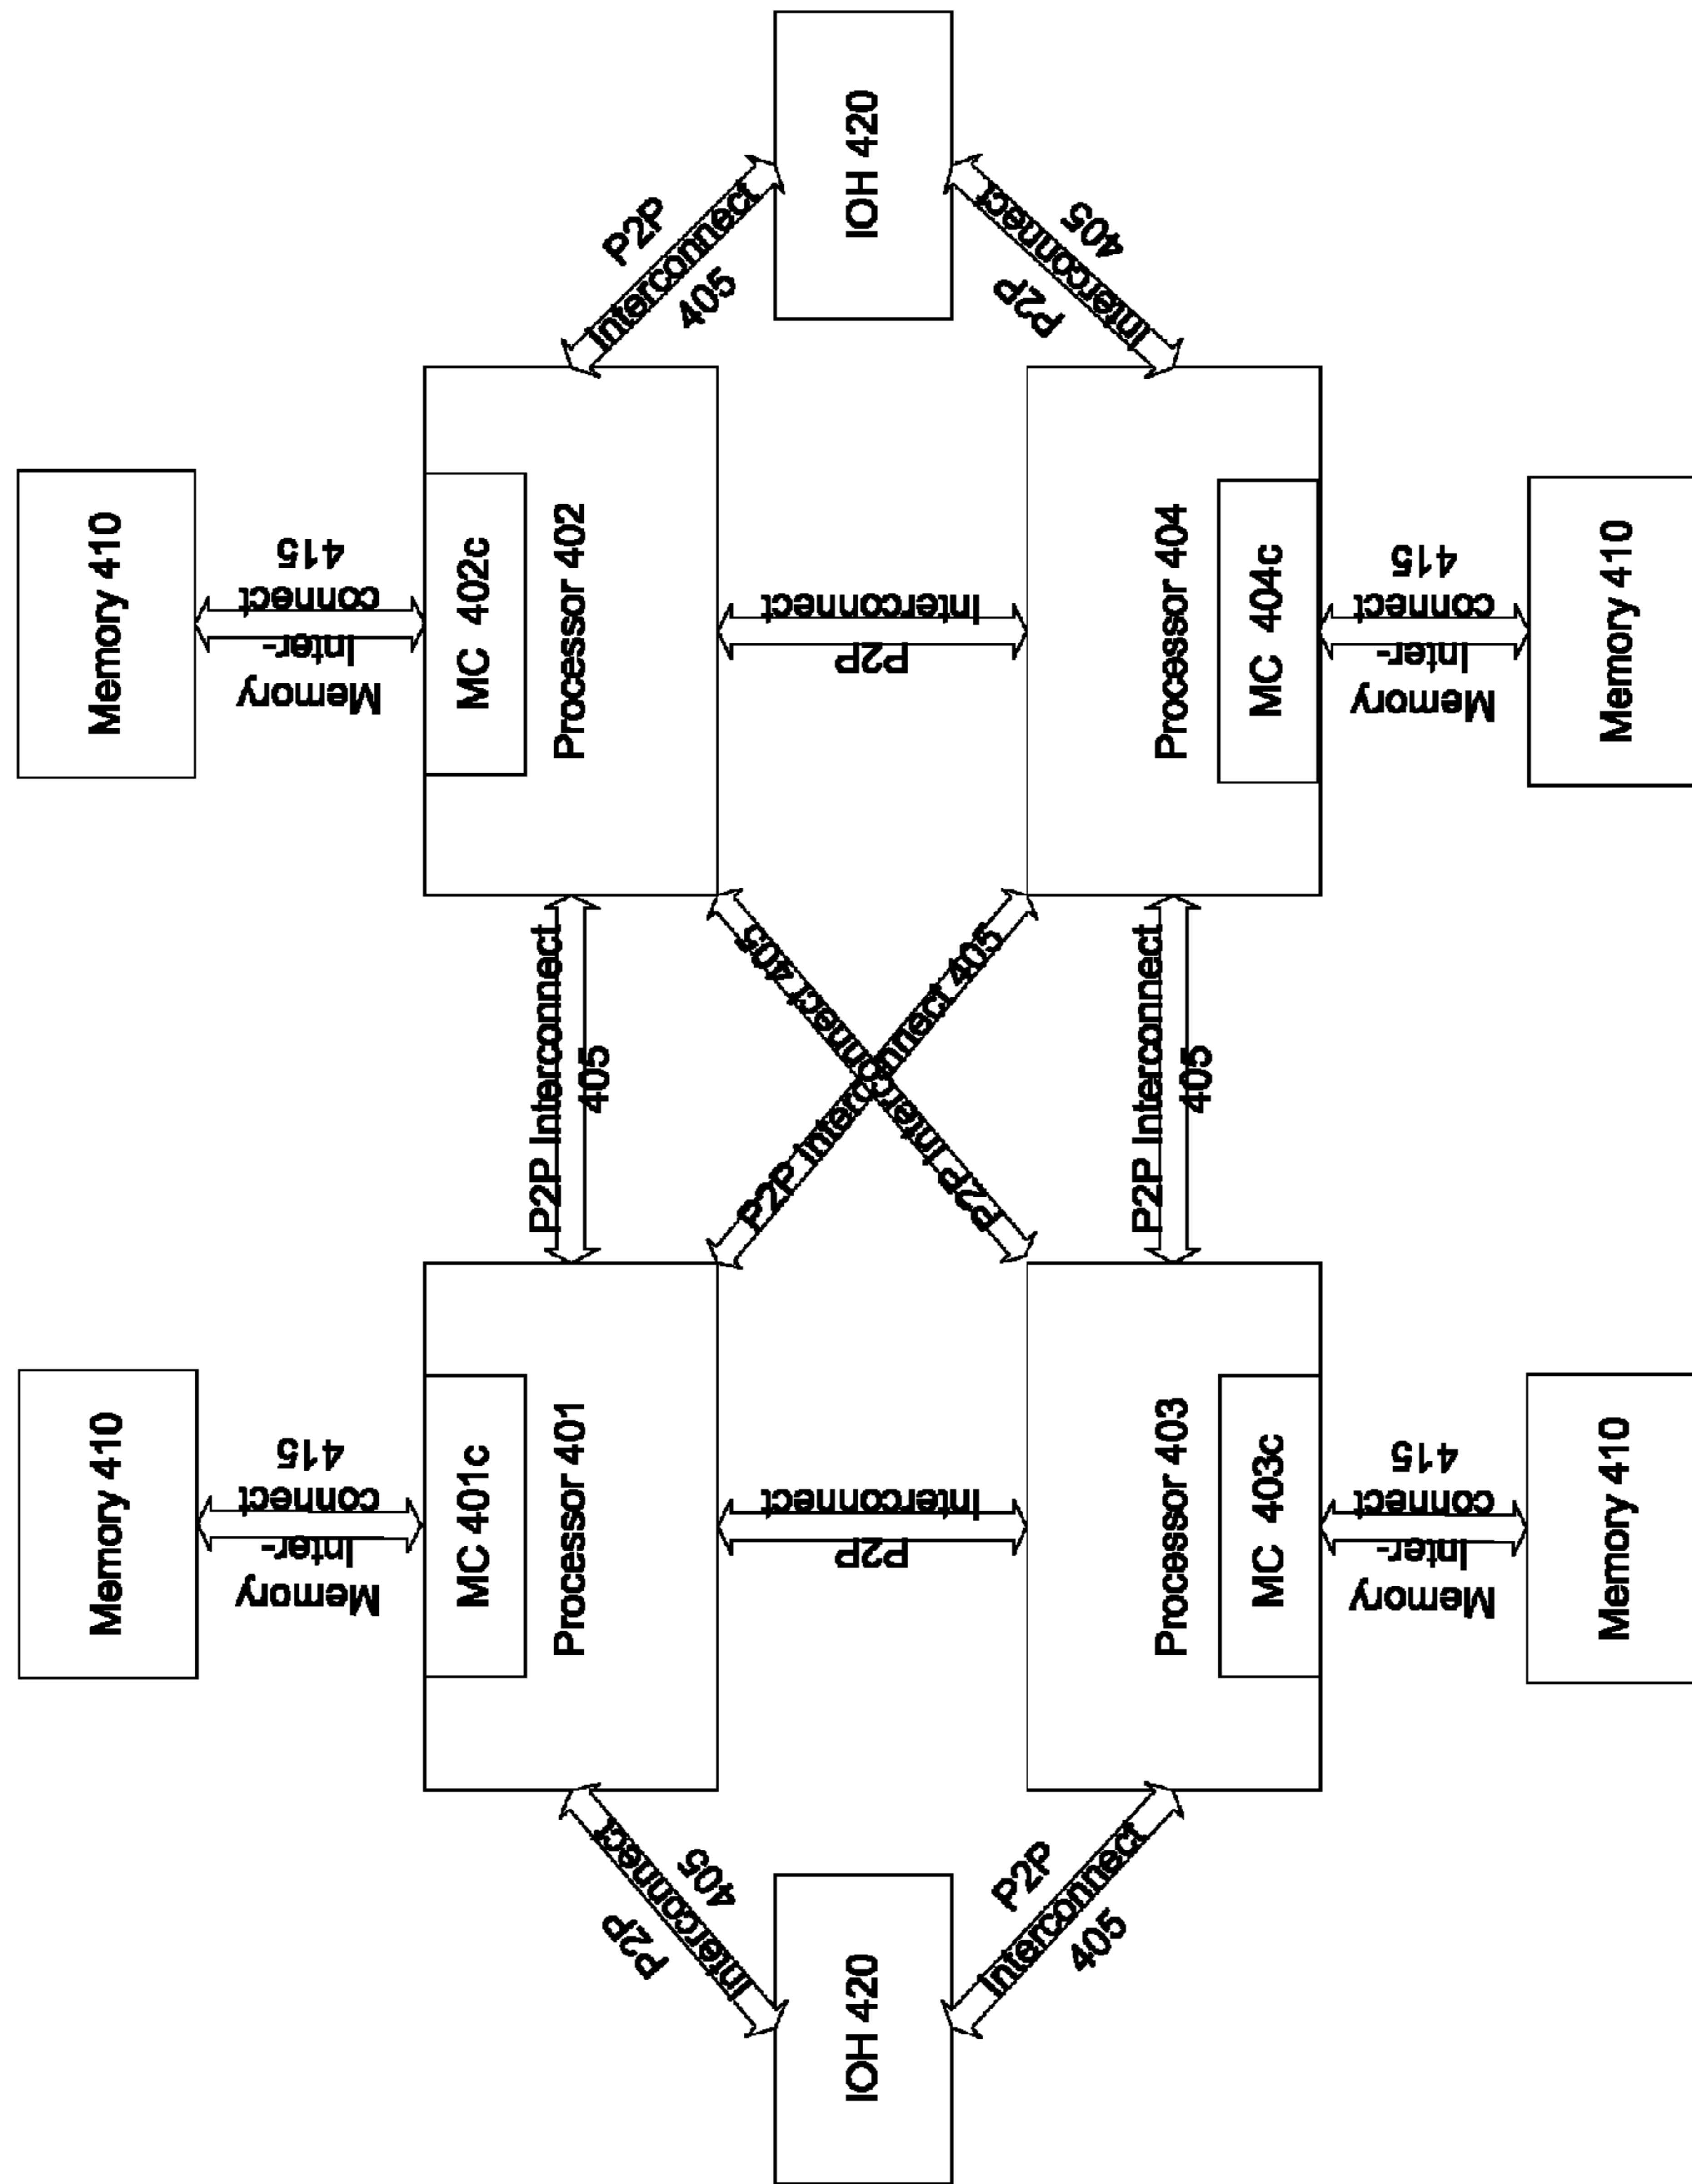 Memory 410
Memory 410
Memory
Inter-
connect
415
Memory
Inter-
connect
415
MC 401c
Processor 401
MC 402c
Processor 402
P2P Interconnect
405
P2P
Interconnect
405
P2P
Interconnect
405
IOH 420
P2P
Interconnect
P2P Interconnect 405
P2P Interconnect 405
P2P
Interconnect
IOH 420
P2P
Interconnect
405
P2P
Interconnect
405
P2P Interconnect
405
Processor 403
MC 403c
Processor 404
MC 404c
Memory
Inter-
connect
415
Memory
Inter-
connect
415
Memory 410
Memory 410